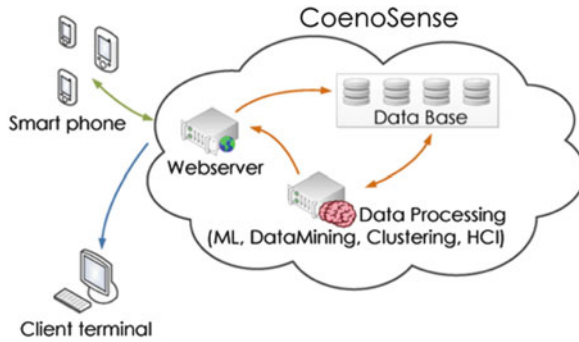 CoenoSense
Smart phone
Webserver
Data Base
Data Processing
(ML, DataMining, Clustering, HCI)
Client terminal